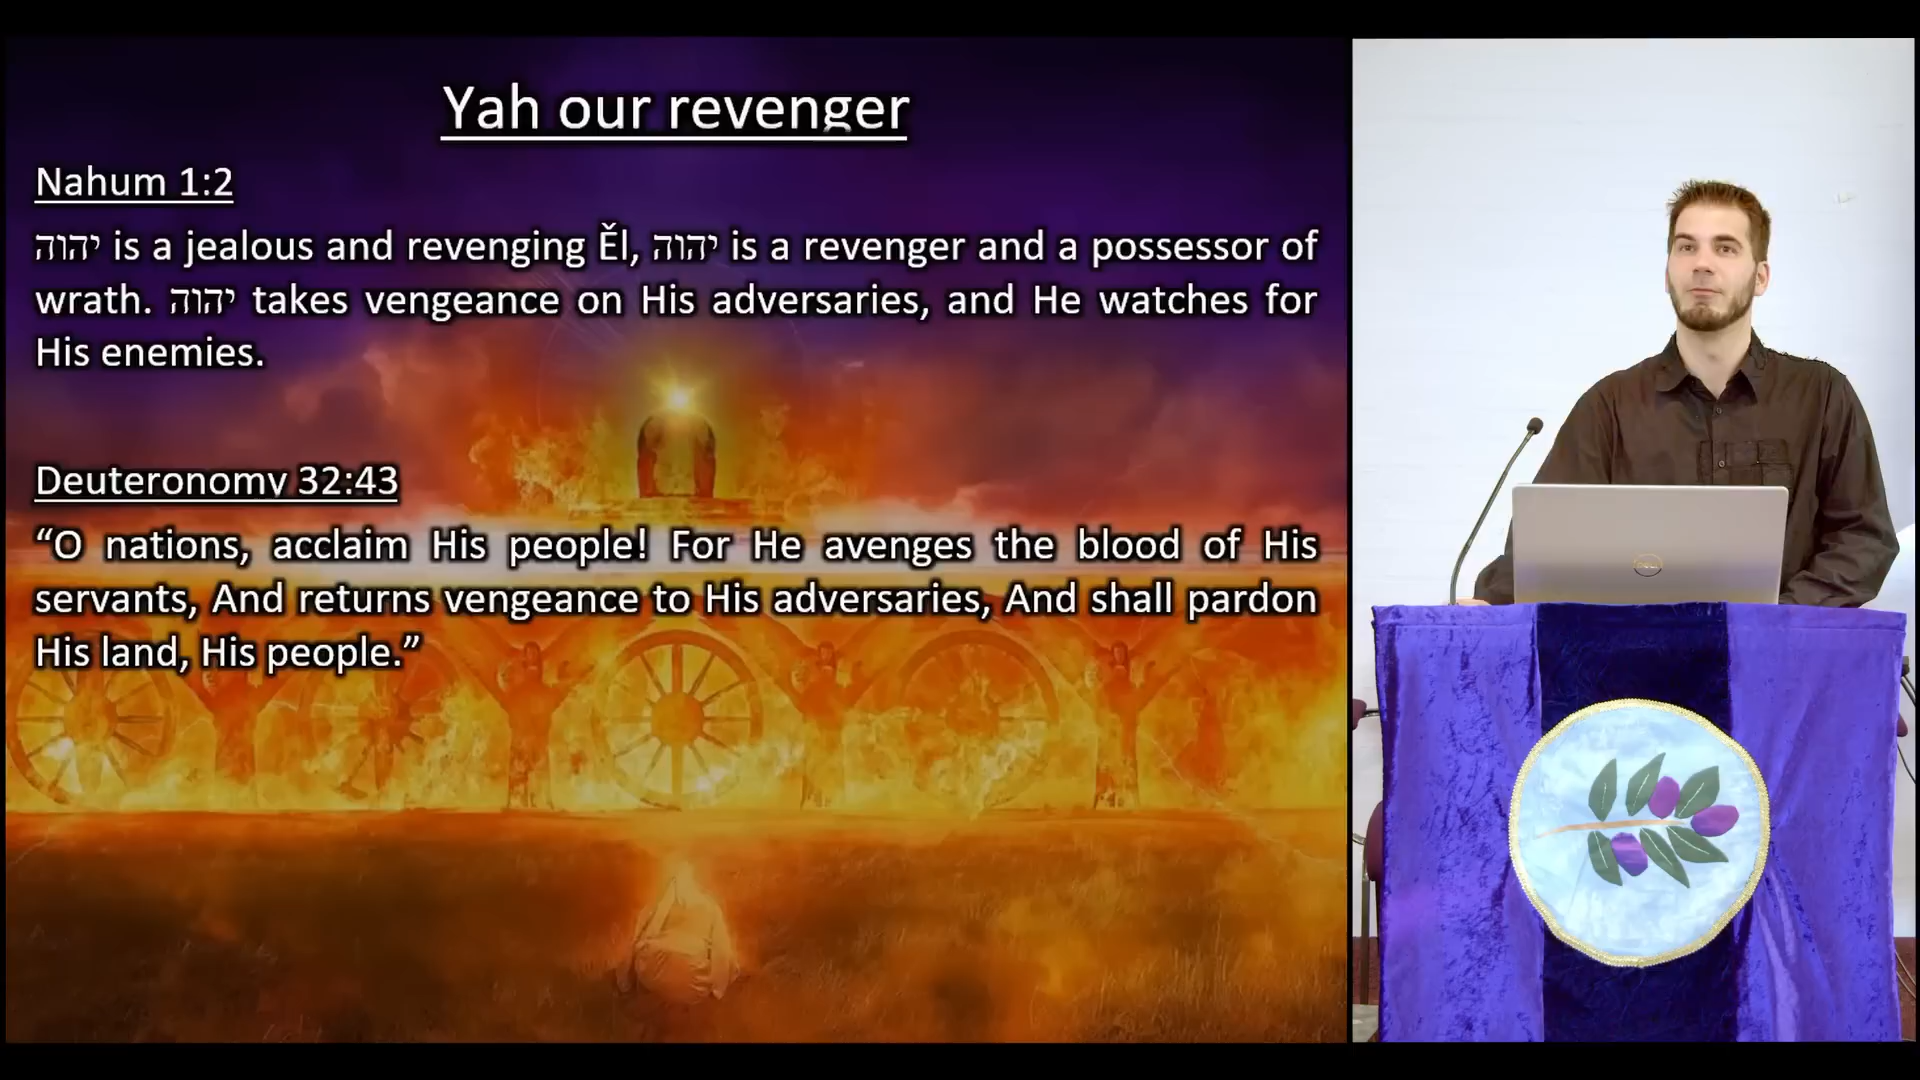 Yah our revenger
Nahum 1:2
יהוה is a jealous and revenging Ěl, יהוה is a revenger and a possessor of
wrath. יהוה takes vengeance on His adversaries, and He watches for
His enemies.
Deuteronomy 32:43
“O nations, acclaim His people! For He avenges the blood of His
servants, And returns vengeance to His adversaries, And shall pardon
His land, His people.”
DELL